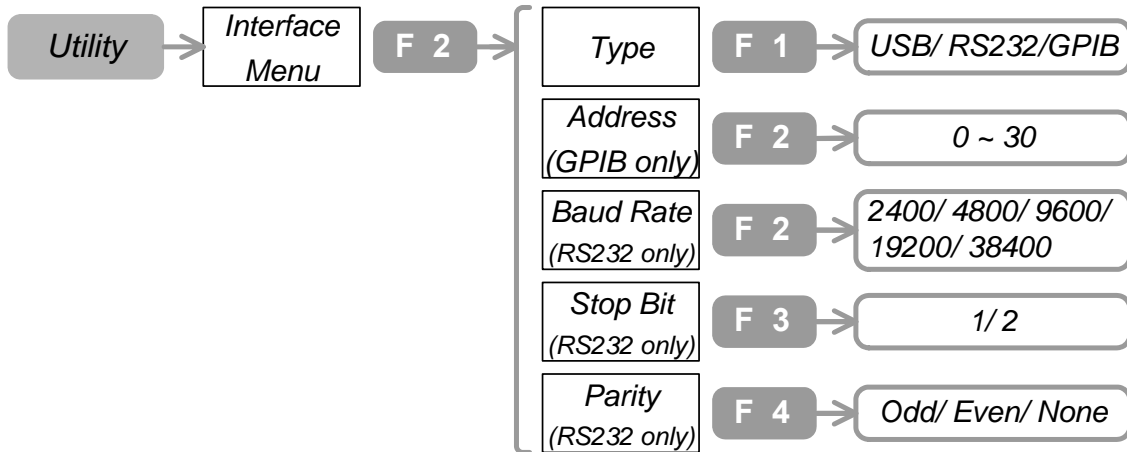 Utility
Interface
Menu
F 2
Type
F 1
USB/ RS232/GPIB
Address
(GPIB only)
F 2
0 ~ 30
Baud Rate
(RS232 only)
F 2
2400/ 4800/ 9600/
19200/ 38400
Stop Bit
(RS232 only)
F 3
1/ 2
Parity
(RS232 only)
F 4
Odd/ Even/ None